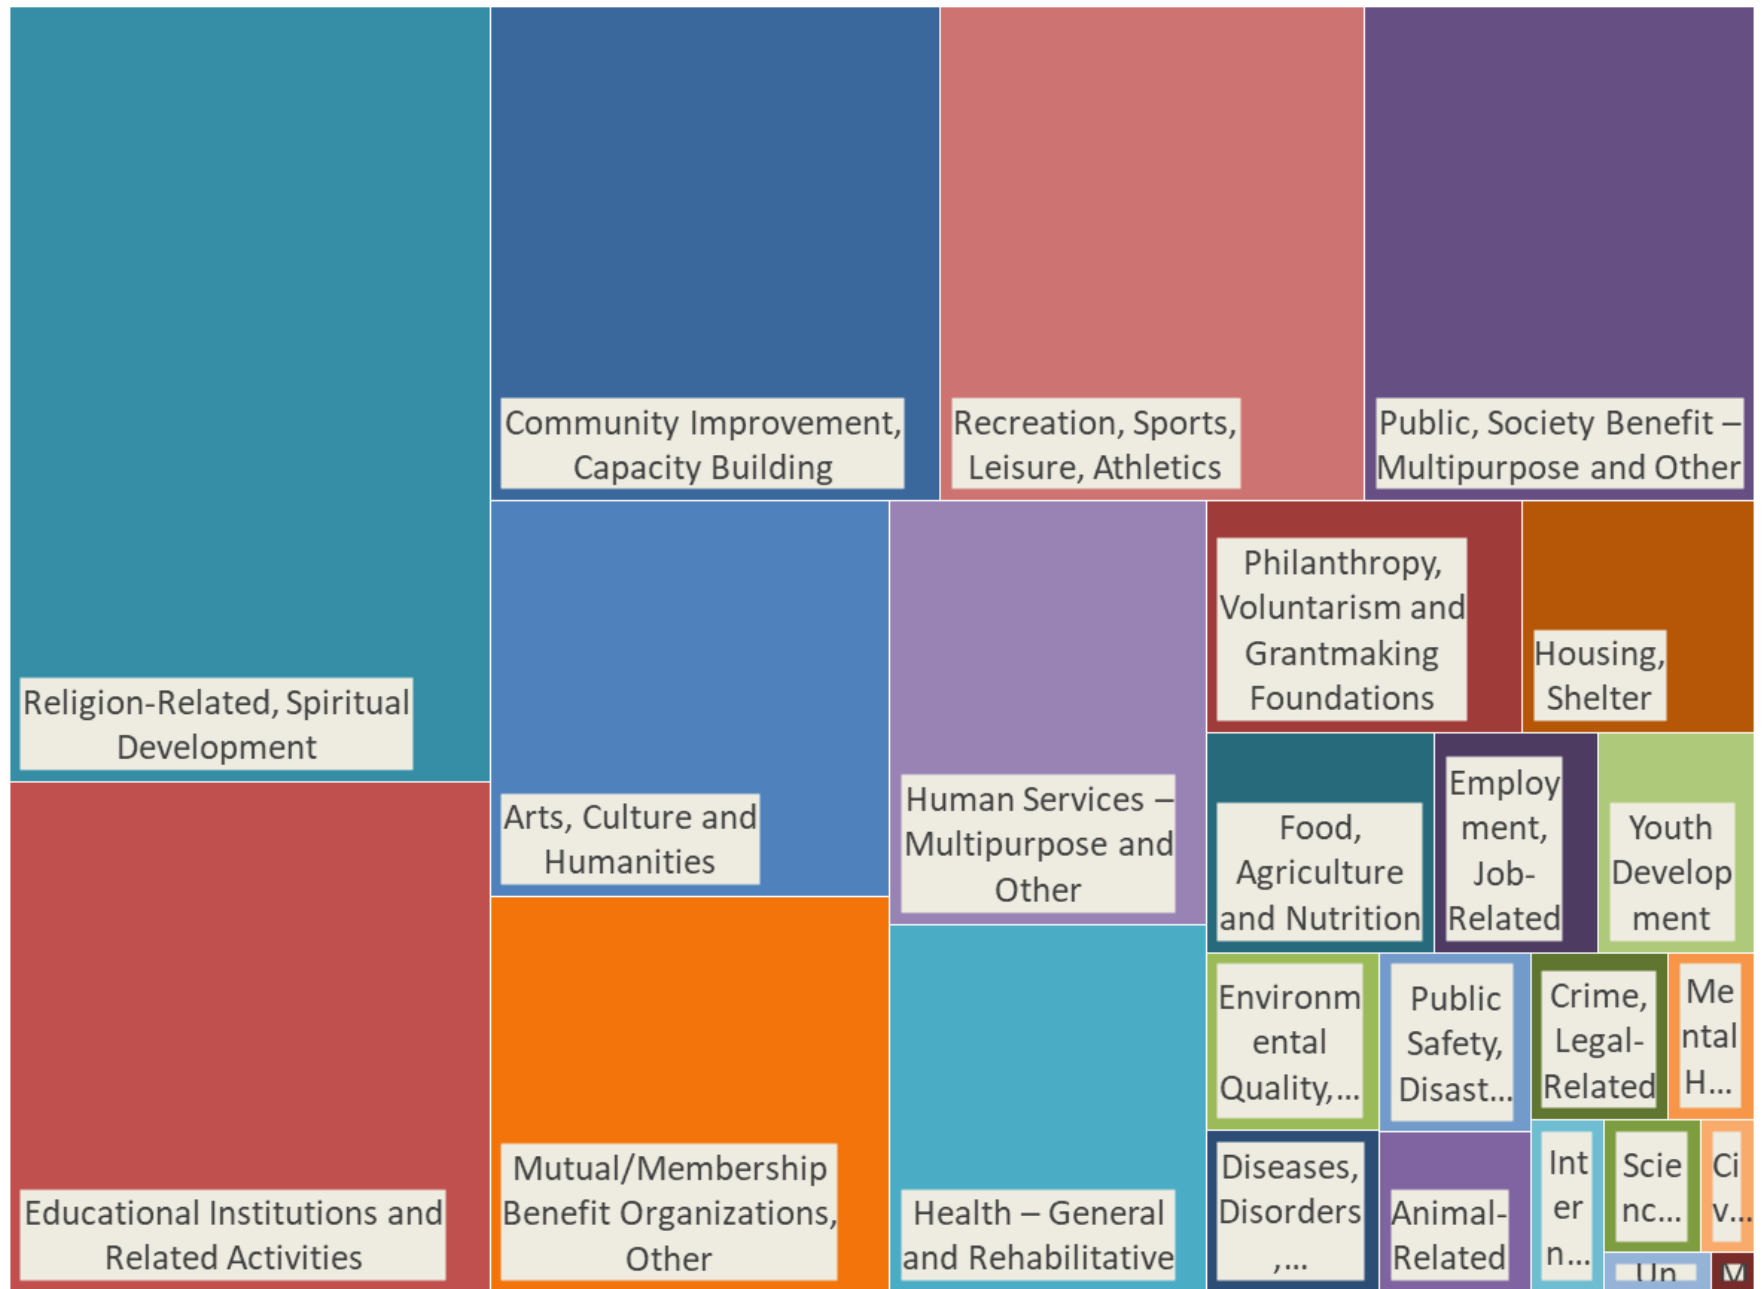 Religion-Related, Spiritual
Development
Educational Institutions and
Related Activities
Community Improvement,
Capacity Building
Recreation, Sports,
Leisure, Athletics
Public, Society Benefit –
Multipurpose and Other
Arts, Culture and
Humanities
Mutual/Membership
Benefit Organizations,
Other
Human Services –
Multipurpose and
Other
Health – General
and Rehabilitative
Philanthropy,
Voluntarism and
Grantmaking
Foundations
Housing,
Shelter
Food,
Agriculture
and Nutrition
Employ
ment,
Job-
Related
Youth
Develop
ment
Environm
ental
Quality,...
Public
Safety,
Disast...
Crime,
Legal-
Related
Me
ntal
H...
Diseases,
Disorders
,...
Animal-
Related
Int
er
n...
Scie
nc...
Ci
v...
Un
M